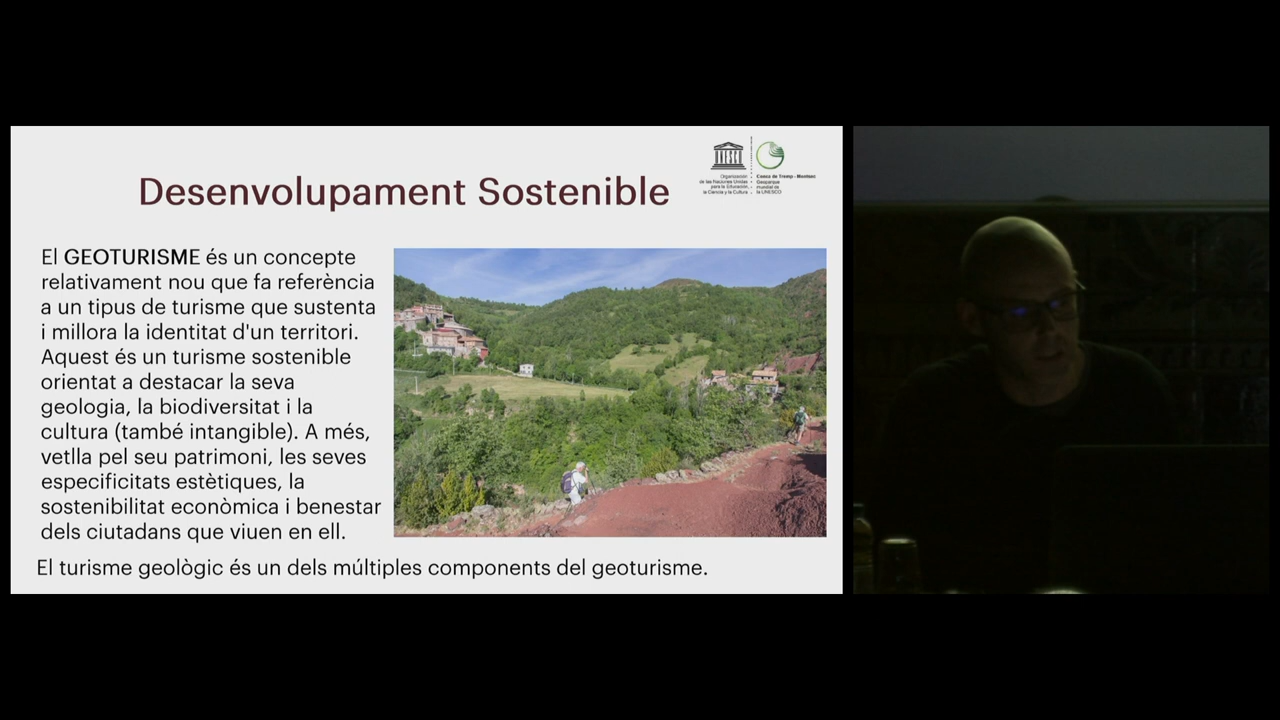 Desenvolupament Sostenible
UNESCO
Organización
de las Naciones Unidas
para la Educación,
la Ciencia y la Cultura
Conca de Tremp - Montsec
Geoparque
mundial de
la UNESCO
El GEOTURISME és un concepte
relativament nou que fa referència
a un tipus de turisme que sustenta
i millora la identitat d'un territori.
Aquest és un turisme sostenible
orientat a destacar la seva
geologia, la biodiversitat i la
cultura (també intangible). A més,
vetlla pel seu patrimoni, les seves
especificitats estètiques, la
sostenibilitat econòmica i benestar
dels ciutadans que viuen en ell.
El turisme geològic és un dels múltiples components del geoturisme.